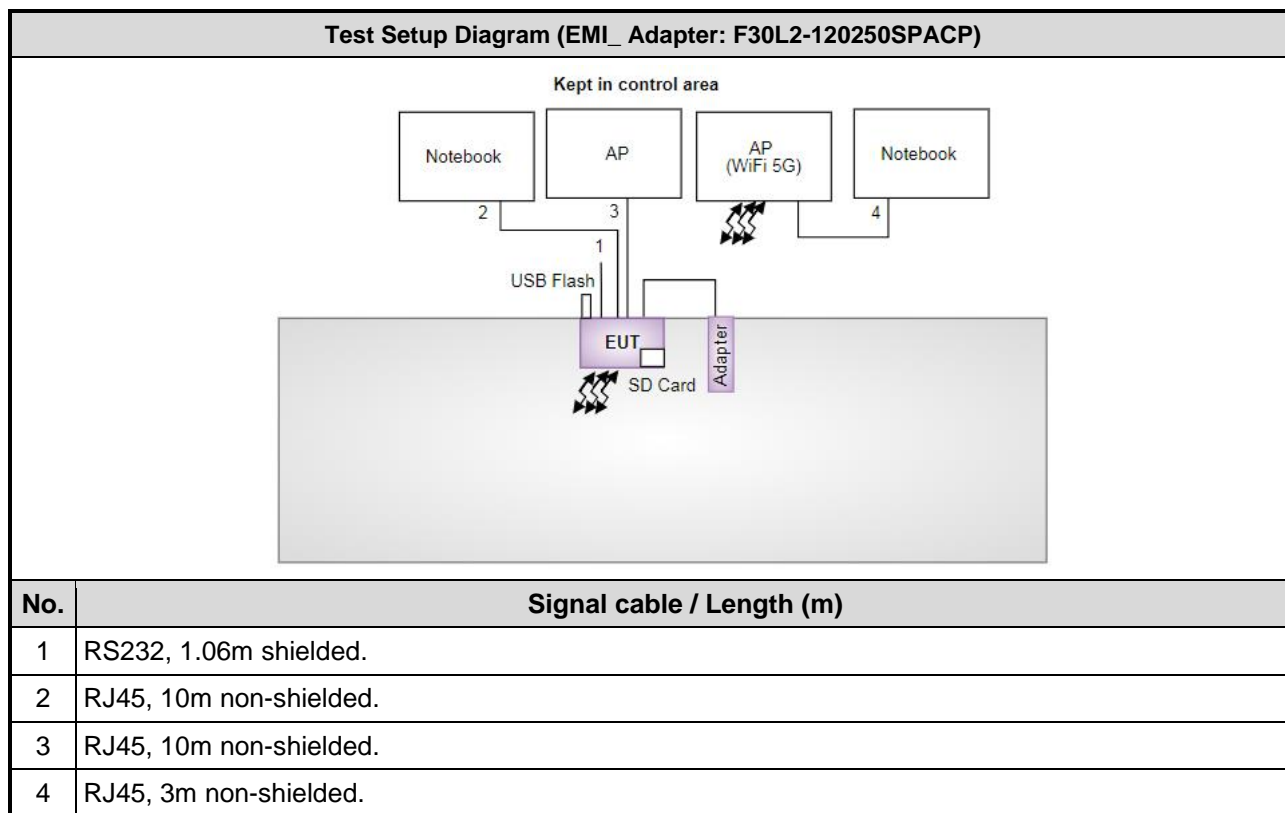 Test Setup Diagram (EMI_ Adapter: F30L2-120250SPACP)
Kept in control area
Notebook
AP
AP
(WiFi 5G)
Notebook
2
3
4
1
USB Flash
EUT
SD Card
Adapter
No. Signal cable / Length (m)
1 RS232, 1.06m shielded.
2 RJ45, 10m non-shielded.
3 RJ45, 10m non-shielded.
4 RJ45, 3m non-shielded.